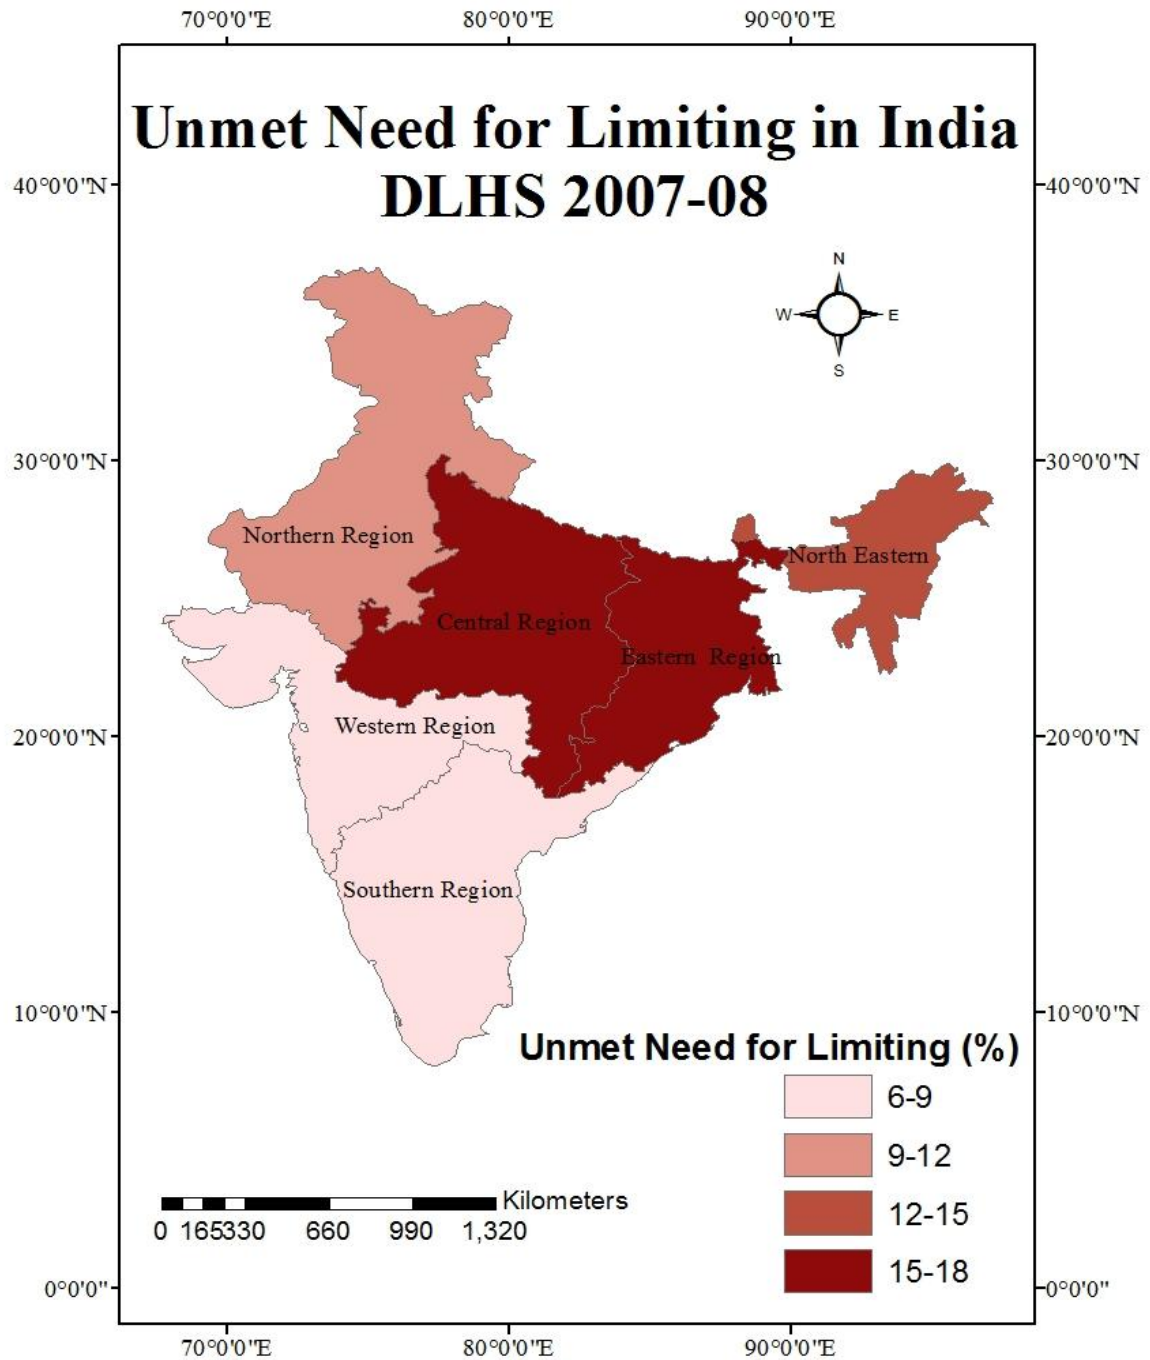 70°0'0"E 80°0'0"E 90°0'0"E
Unmet Need for Limiting in India
DLHS 2007-08
40°0'0"N 40°0'0"N
N
W E
S
30°0'0"N 30°0'0"N
Northern Region
North Eastern
Central Region
Eastern Region
Western Region
20°0'0"N 20°0'0"N
Southern Region
10°0'0"N 10°0'0"N
Unmet Need for Limiting (%)
6-9
9-12
12-15
15-18
Kilometers
0 165330 660 990 1,320
0°0'0" 0°0'0"
70°0'0"E 80°0'0"E 90°0'0"E